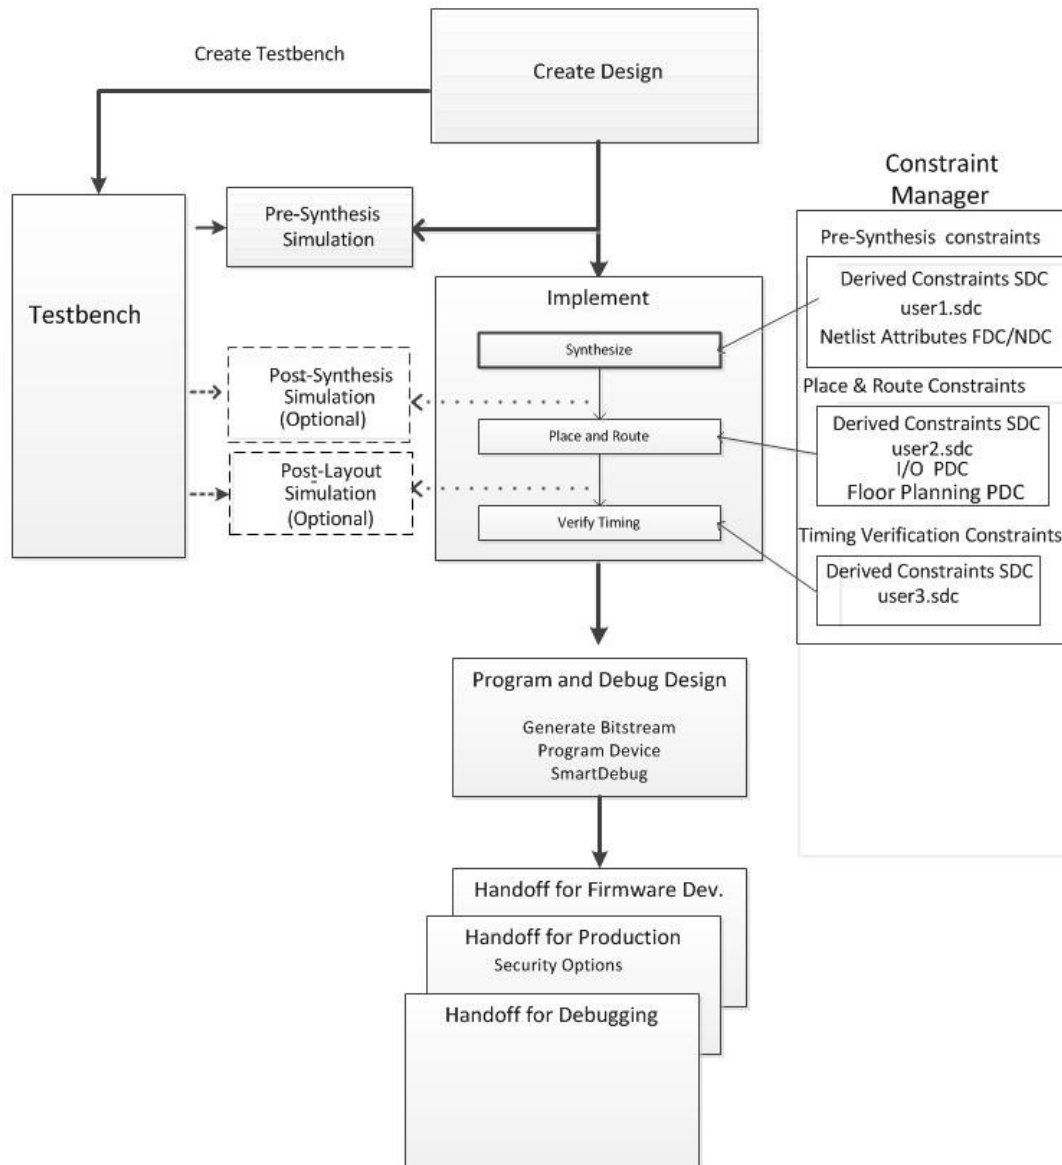 Create Testbench
Create Design
Constraint
Manager
Pre-Synthesis
Simulation
Pre-Synthesis constraints
Derived Constraints SDC
user1.sdc
Netlist Attributes FDC/NDC
Testbench
Implement
Synthesize
Post-Synthesis
Simulation
(Optional)
Place & Route Constraints
Derived Constraints SDC
user2.sdc
I/O PDC
Floor Planning PDC
Place and Route
Post-Layout
Simulation
(Optional)
Verify Timing
Timing Verification Constraints
Derived Constraints SDC
user3.sdc
Program and Debug Design
Generate Bitstream
Program Device
SmartDebug
Handoff for Firmware Dev.
Handoff for Production
Security Options
Handoff for Debugging